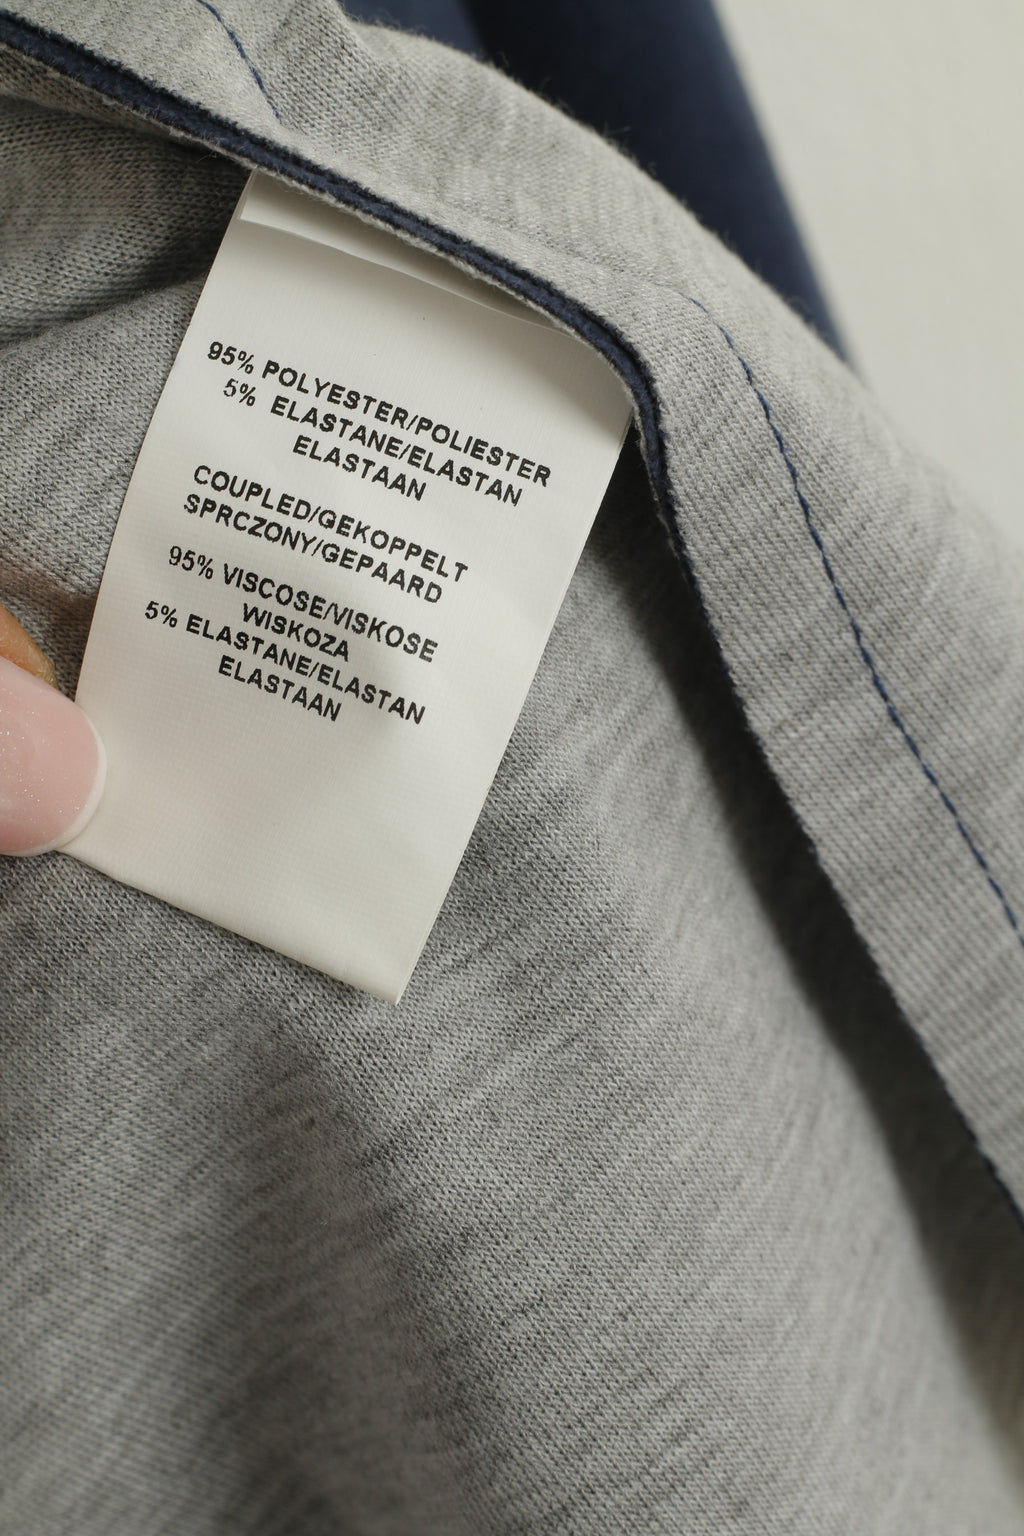 95% POLYESTER/POLIESTER
5% ELASTANE/ELASTAN
ELASTAAN
COUPLED/GEKOPPELT
SPRCZONY/GEPAARD
95% VISCOSE/VISKOSE
WISKOZA
5% ELASTANE/ELASTAN
ELASTAAN